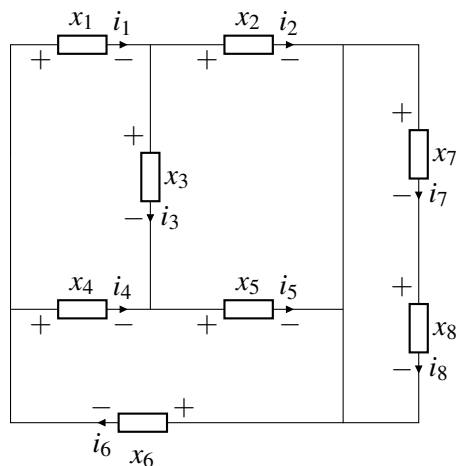 x1 i1 x2 i2
+ − + −
+ + x7
x3 − i7
− i3
x4 i4 x5 i5 +
+ − + − x8
− + − i8
i6 x6